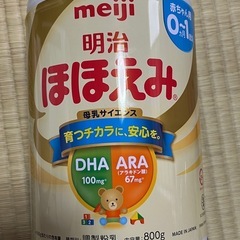 meiji
赤ちゃん用
0ヵ月〜1
明治
ほほえみ®
母乳サイエンス
育つチカラに、安心を。
DHA ARA
(アラキドン酸)
100mg 67mg
調製粉乳
800g
MADE IN JAPAN